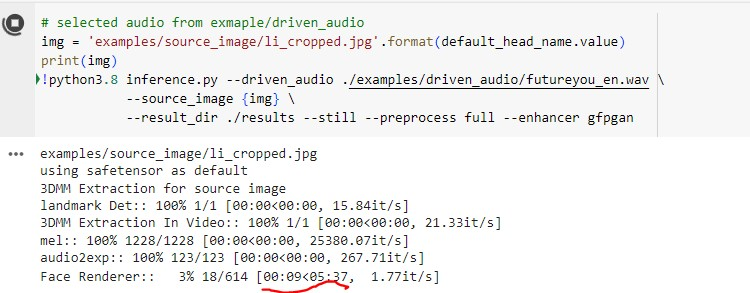 # selected audio from exmaple/driven_audio
img = 'examples/source_image/li_cropped.jpg'.format(default_head_name.value)
print(img)
!python3.8 inference.py --driven_audio ./examples/driven_audio/futureyou_en.wav \
--source_image {img} \
--result_dir ./results --still --preprocess full --enhancer gfpgan
examples/source_image/li_cropped.jpg
using safetensor as default
3DMM Extraction for source image
landmark Det:: 100% 1/1 [00:00<00:00, 15.84it/s]
3DMM Extraction In Video:: 100% 1/1 [00:00<00:00, 21.33it/s]
mel:: 100% 1228/1228 [00:00<00:00, 25380.07it/s]
audio2exp:: 100% 123/123 [00:00<00:00, 267.71it/s]
Face Renderer:: 3% 18/614 [00:09<05:37, 1.77it/s]